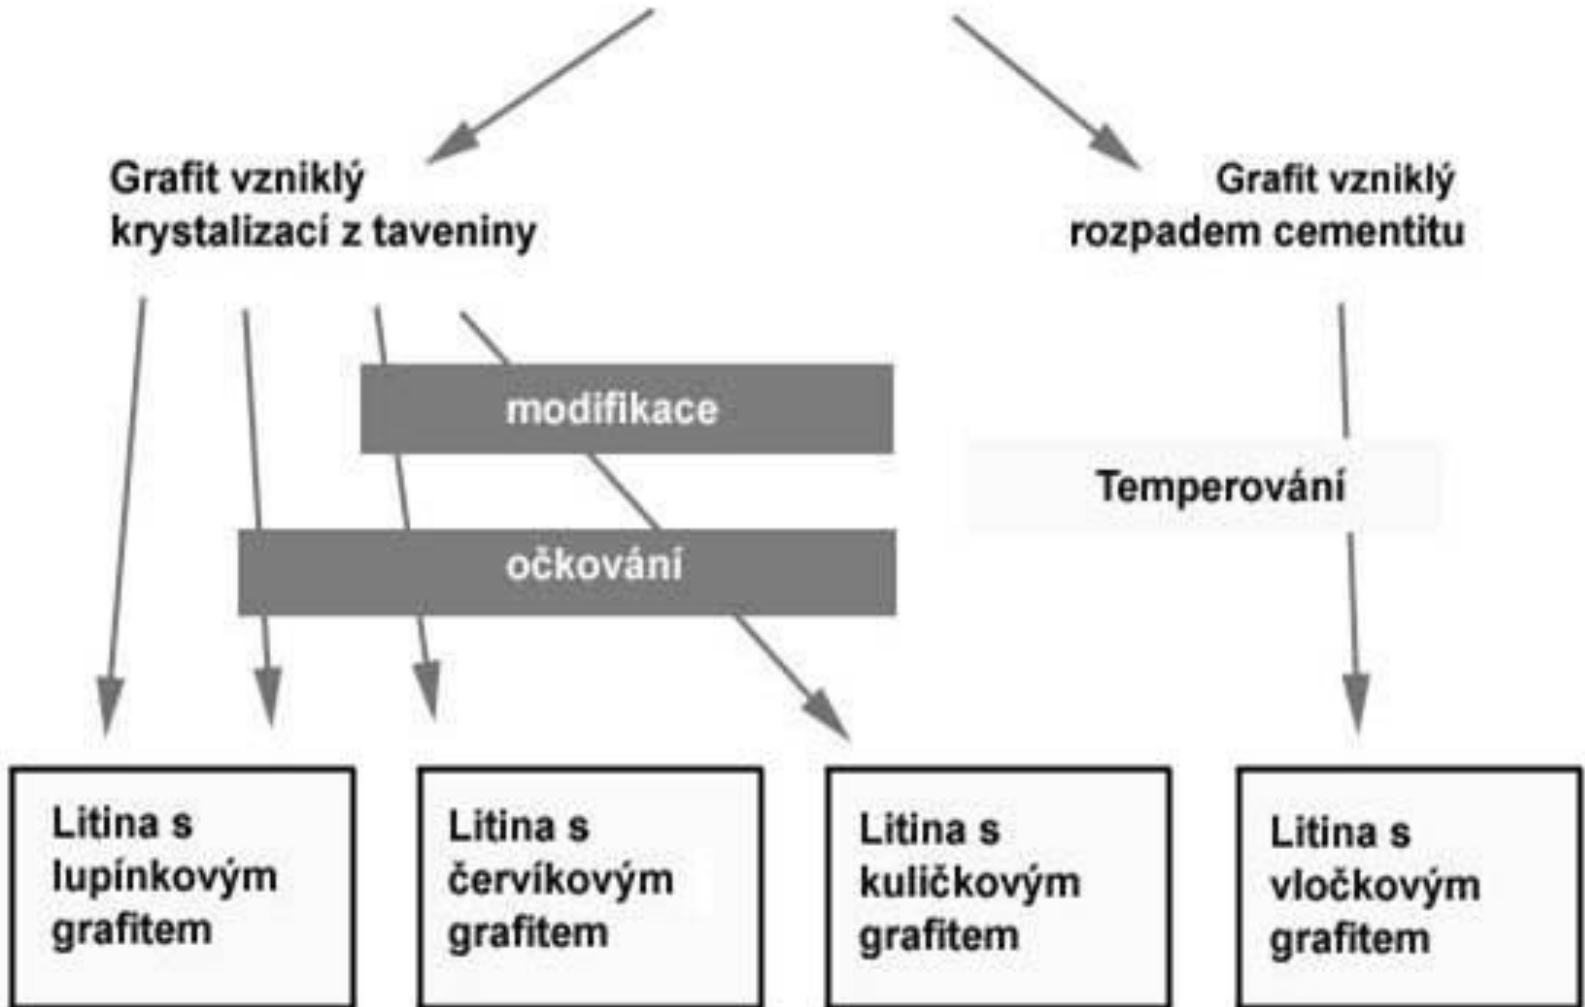 Grafit vzniklý
krystalizací z taveniny
Grafit vzniklý
rozpadem cementitu
modifikace
Temperování
očkování
Litina s
lupínkovým
grafitem
Litina s
červíkovým
grafitem
Litina s
kuličkovým
grafitem
Litina s
vločkovým
grafitem